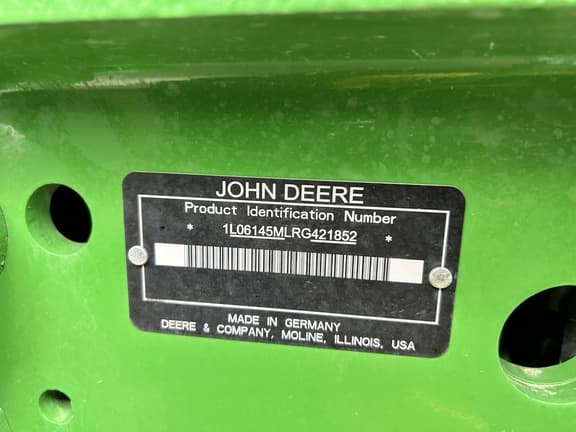 JOHN DEERE
Product Identification Number
* 1L06145MLRG421852 *
MADE IN GERMANY
DEERE & COMPANY, MOLINE, ILLINOIS, USA